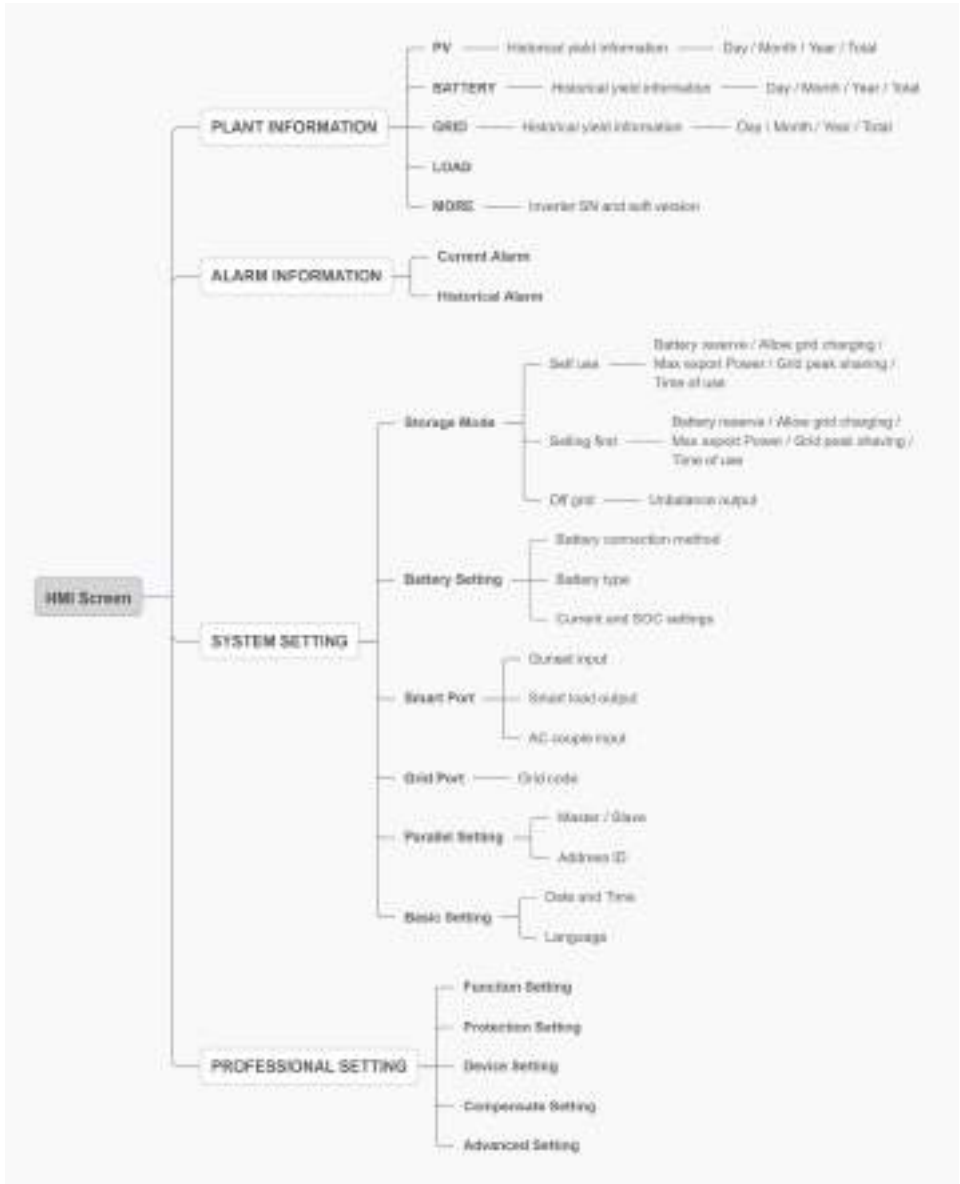 PV Historical yield information Day / Month / Year / Total
BATTERY Historical yield information Day / Month / Year / Total
PLANT INFORMATION GRID Historical yield information Day / Month / Year / Total
LOAD
MORE Inverter SN and soft version
Current Alarm
ALARM INFORMATION
Historical Alarm
Battery reserve / Allow grid charging /
Self use Max export Power / Grid peak shaving /
Time of use
Storage Mode
Battery reserve / Allow grid charging /
Selling first Max export Power / Grid peak shaving /
Time of use
Off grid Unbalance output
Battery connection method
Battery Setting Battery type
Current and SOC settings
HMI Screen
SYSTEM SETTING
Gunset input
Smart Port Smart load output
AC couple input
Grid Port Grid code
Master / Slave
Parallel Setting
Address ID
Date and Time
Basic Setting
Language
Function Setting
Protection Setting
PROFESSIONAL SETTING Device Setting
Compensate Setting
Advanced Setting